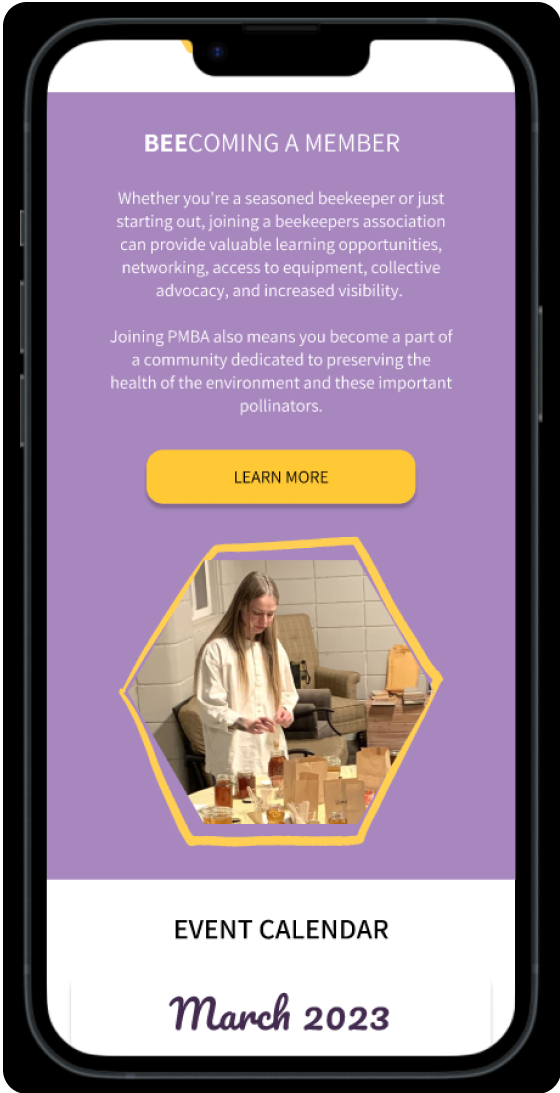 BEECOMING A MEMBER
Whether you're a seasoned beekeeper or just
starting out, joining a beekeepers association
can provide valuable learning opportunities,
networking, access to equipment, collective
advocacy, and increased visibility.
Joining PMBA also means you become a part of
a community dedicated to preserving the
health of the environment and these important
pollinators.
LEARN MORE
EVENT CALENDAR
March 2023